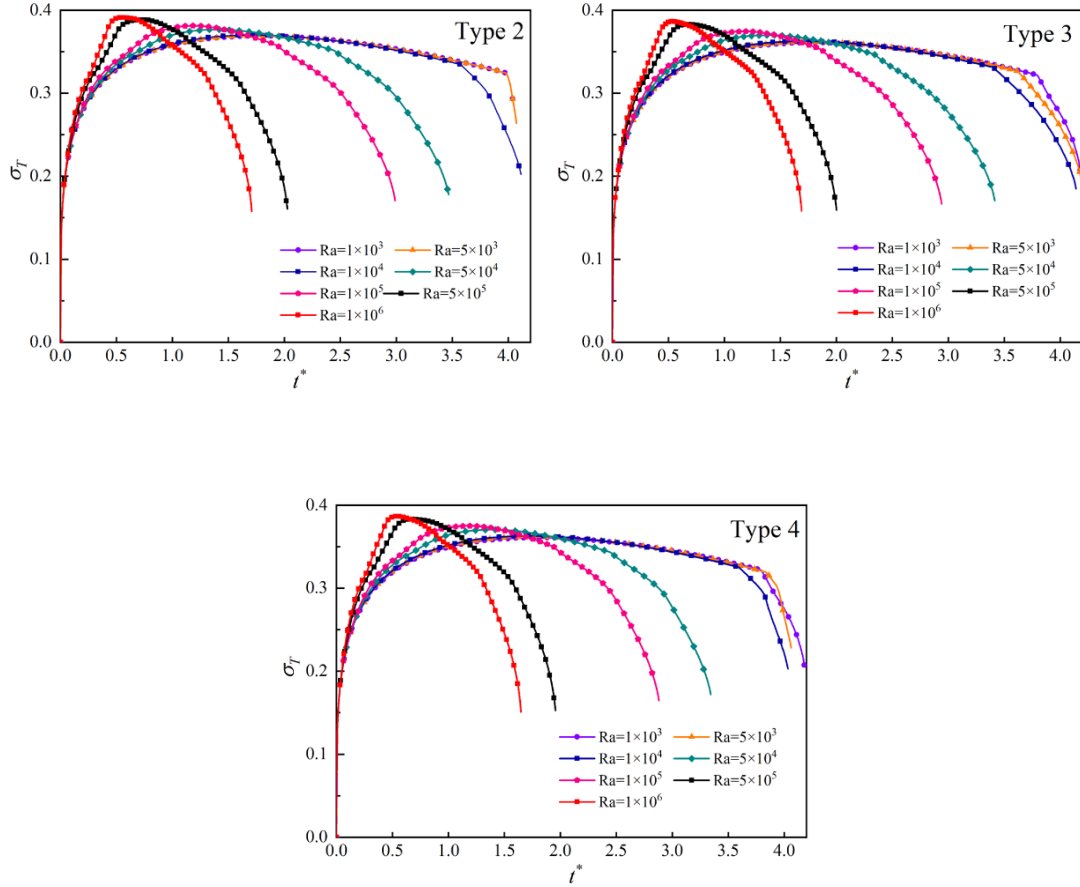 Type 2
σT
0.4
0.3
0.2
0.1
0.0
Ra=1×10³ Ra=5×10³
Ra=1×10⁴ Ra=5×10⁴
Ra=1×10⁵ Ra=5×10⁵
Ra=1×10⁶
0.0 0.5 1.0 1.5 2.0 2.5 3.0 3.5 4.0
t*
Type 3
σT
0.4
0.3
0.2
0.1
0.0
Ra=1×10³ Ra=5×10³
Ra=1×10⁴ Ra=5×10⁴
Ra=1×10⁵ Ra=5×10⁵
Ra=1×10⁶
0.0 0.5 1.0 1.5 2.0 2.5 3.0 3.5 4.0
t*
Type 4
σT
0.4
0.3
0.2
0.1
0.0
Ra=1×10³ Ra=5×10³
Ra=1×10⁴ Ra=5×10⁴
Ra=1×10⁵ Ra=5×10⁵
Ra=1×10⁶
0.0 0.5 1.0 1.5 2.0 2.5 3.0 3.5 4.0
t*